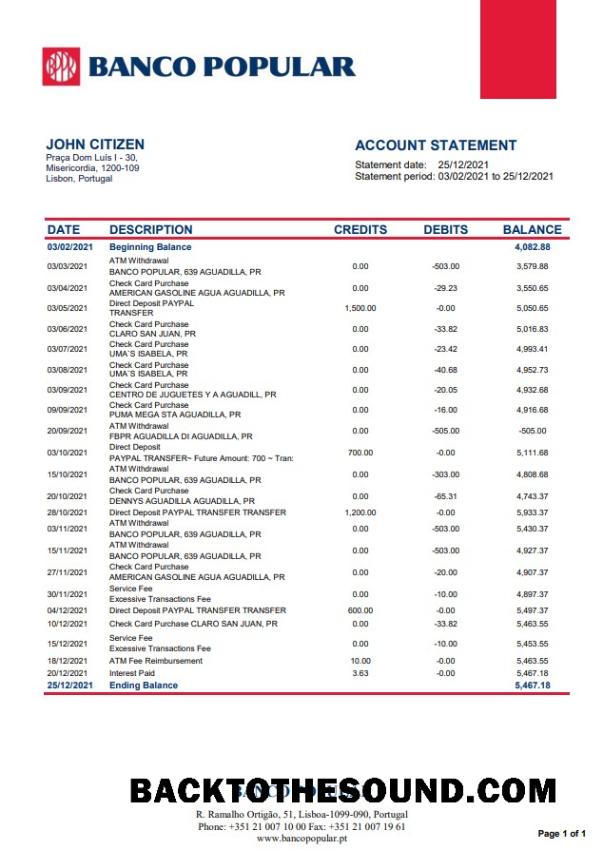 BANCO POPULAR
JOHN CITIZEN
Praça Dom Luís I - 30,
Misericordia, 1200-109
Lisbon, Portugal
ACCOUNT STATEMENT
Statement date: 25/12/2021
Statement period: 03/02/2021 to 25/12/2021
DATE DESCRIPTION CREDITS DEBITS BALANCE
03/02/2021 Beginning Balance 4,082.88
03/03/2021 ATM Withdrawal
BANCO POPULAR, 639 AGUADILLA, PR 0.00 -503.00 3,579.88
03/04/2021 Check Card Purchase
AMERICAN GASOLINE AGUA AGUADILLA, PR 0.00 -29.23 3,550.65
03/05/2021 Direct Deposit PAYPAL
TRANSFER 1,500.00 -0.00 5,050.65
03/06/2021 Check Card Purchase
CLARO SAN JUAN, PR 0.00 -33.82 5,016.83
03/07/2021 Check Card Purchase
UMA`S ISABELA, PR 0.00 -23.42 4,993.41
03/08/2021 Check Card Purchase
UMA`S ISABELA, PR 0.00 -40.68 4,952.73
03/09/2021 Check Card Purchase
CENTRO DE JUGUETES Y A AGUADILL, PR 0.00 -20.05 4,932.68
09/09/2021 Check Card Purchase
PUMA MEGA STA AGUADILLA, PR 0.00 -16.00 4,916.68
20/09/2021 ATM Withdrawal
FBPR AGUADILLA DI AGUADILLA, PR 0.00 -505.00 -505.00
03/10/2021 Direct Deposit
PAYPAL TRANSFER~ Future Amount: 700 ~ Tran: 700.00 -0.00 5,111.68
15/10/2021 ATM Withdrawal
BANCO POPULAR, 639 AGUADILLA, PR 0.00 -303.00 4,808.68
20/10/2021 Check Card Purchase
DENNYS AGUADILLA AGUADILLA, PR 0.00 -65.31 4,743.37
28/10/2021 Direct Deposit PAYPAL TRANSFER TRANSFER 1,200.00 -0.00 5,933.37
03/11/2021 ATM Withdrawal
BANCO POPULAR, 639 AGUADILLA, PR 0.00 -503.00 5,430.37
15/11/2021 ATM Withdrawal
BANCO POPULAR, 639 AGUADILLA, PR 0.00 -503.00 4,927.37
27/11/2021 Check Card Purchase
AMERICAN GASOLINE AGUA AGUADILLA, PR 0.00 -20.00 4,907.37
30/11/2021 Service Fee
Excessive Transactions Fee 0.00 -10.00 4,897.37
04/12/2021 Direct Deposit PAYPAL TRANSFER TRANSFER 600.00 -0.00 5,497.37
10/12/2021 Check Card Purchase CLARO SAN JUAN, PR 0.00 -33.82 5,463.55
15/12/2021 Service Fee
Excessive Transactions Fee 0.00 -10.00 5,453.55
18/12/2021 ATM Fee Reimbursement 10.00 -0.00 5,463.55
20/12/2021 Interest Paid 3.63 -0.00 5,467.18
25/12/2021 Ending Balance 5,467.18
BACKTOTHESOUND.COM
R. Ramalho Ortigão, 51, Lisboa-1099-090, Portugal
Phone: +351 21 007 10 00 Fax: +351 21 007 19 61
www.bancopopular.pt
Page 1 of 1